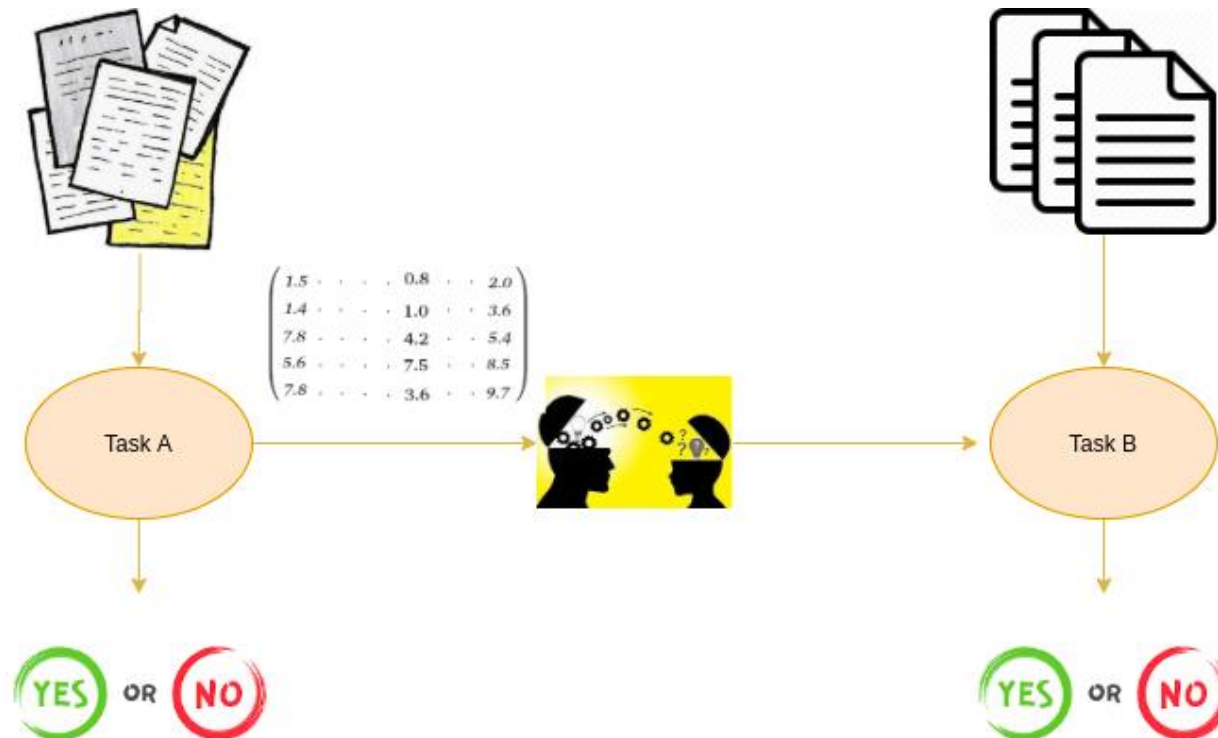 1.5 . . . . 0.8 . . 2.0
1.4 . . . . 1.0 . . 3.6
7.8 . . . . 4.2 . . 5.4
5.6 . . . . 7.5 . . 8.5
7.8 . . . . 3.6 . . 9.7
? ? ? ?
Task A
Task B
YES OR NO
YES OR NO